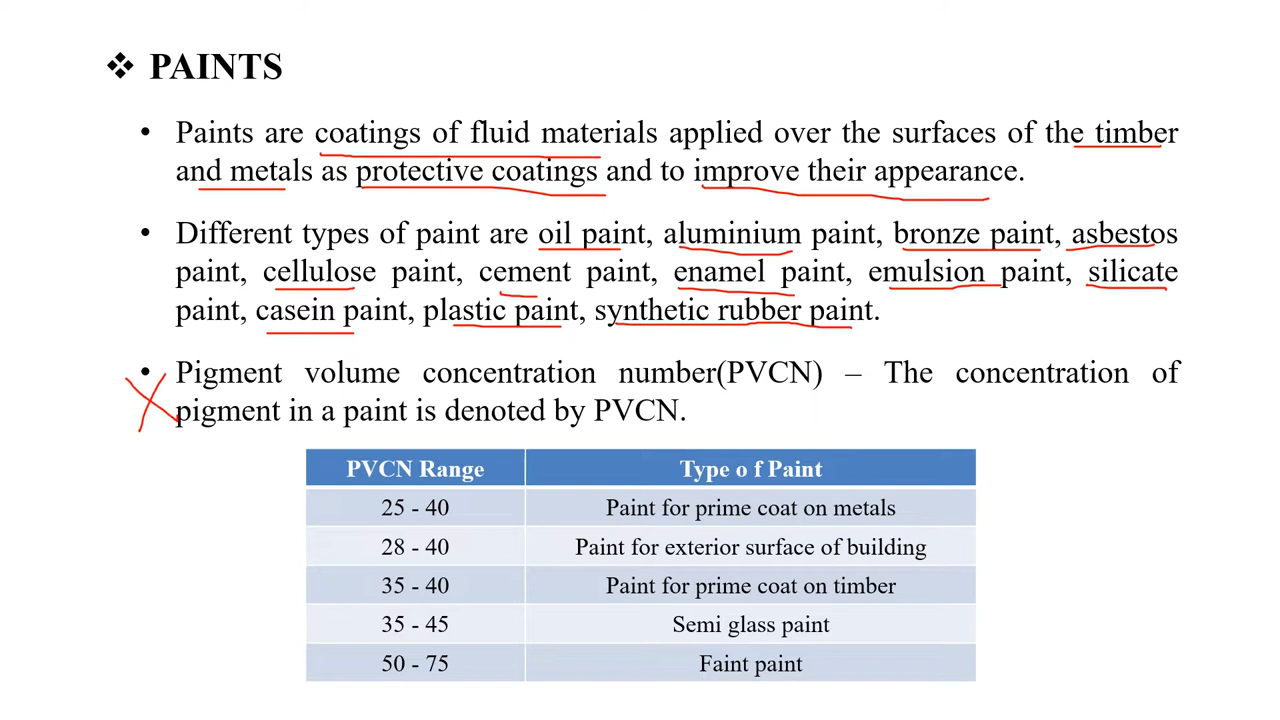 ❖ PAINTS
• Paints are coatings of fluid materials applied over the surfaces of the timber
and metals as protective coatings and to improve their appearance.
• Different types of paint are oil paint, aluminium paint, bronze paint, asbestos
paint, cellulose paint, cement paint, enamel paint, emulsion paint, silicate
paint, casein paint, plastic paint, synthetic rubber paint.
• Pigment volume concentration number(PVCN) – The concentration of
pigment in a paint is denoted by PVCN.
PVCN Range Type o f Paint
25 - 40 Paint for prime coat on metals
28 - 40 Paint for exterior surface of building
35 - 40 Paint for prime coat on timber
35 - 45 Semi glass paint
50 - 75 Faint paint